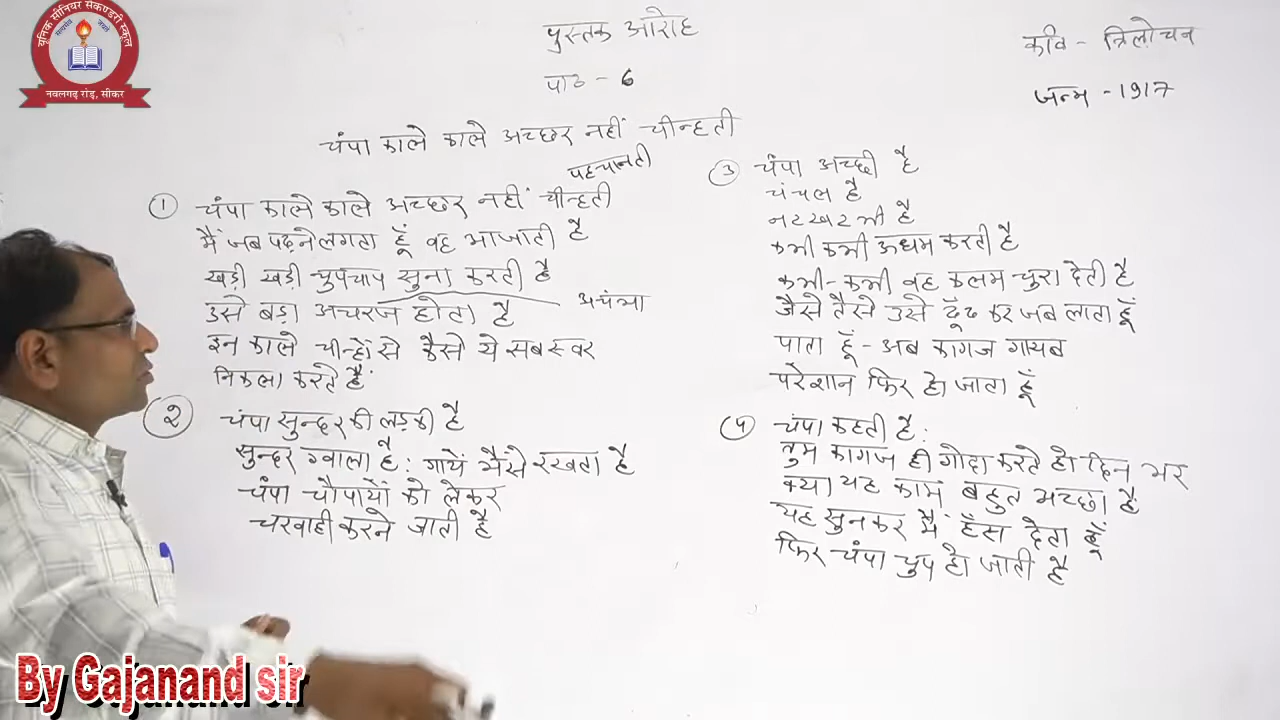 यूनिक सीनियर सैकण्डरी स्कूल
नवलगढ़ रोड़, सीकर
पुस्तक आरोह
पाठ - 6
कवि - त्रिलोचन
जन्म - 1917
चंपा काले काले अच्छर नहीं चीन्हती
पहचानती
① चंपा काले काले अच्छर नहीं चीन्हती
मैं जब पढ़ने लगता हूँ वह आ जाती है
खड़ी खड़ी चुपचाप सुना करती है
उसे बड़ा अचरज होता है
अचंभा
इन काले चीन्हों से कैसे ये सब स्वर
निकला करते हैं
② चंपा सुन्दर की लड़की है
सुन्दर ग्वाला है: गायें भैंसे रखता है
चंपा चौपायों को लेकर
चरवाही करने जाती है
③ चंपा अच्छी है
चंचल है
नटखट भी है
कभी कभी ऊधम करती है
कभी-कभी वह कलम चुरा देती है
जैसे तैसे उसे ढूँढ कर जब लाता हूँ
पाता हूँ - अब कागज गायब
परेशान फिर हो जाता हूँ
④ चंपा कहती है:
तुम कागज ही गोदा करते हो दिन भर
क्या यह काम बहुत अच्छा है
यह सुनकर मैं हँस देता हूँ
फिर चंपा चुप हो जाती है
By Gajanand sir